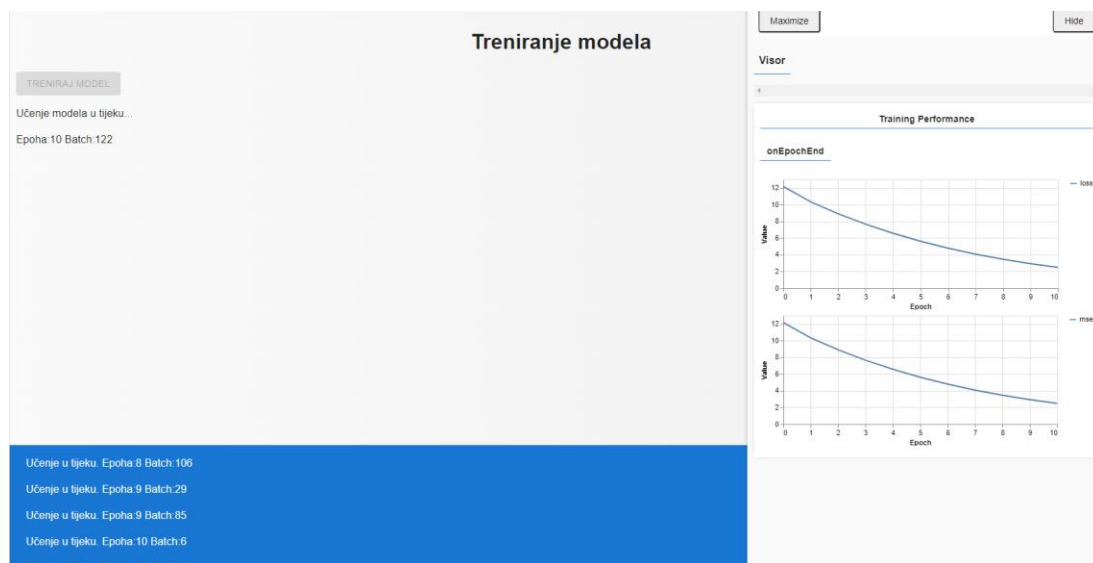 Treniranje modela
TRENIRAJ MODEL
Učenje modela u tijeku...
Epoha:10 Batch:122
Učenje u tijeku. Epoha:8 Batch:106
Učenje u tijeku. Epoha:9 Batch:29
Učenje u tijeku. Epoha:9 Batch:85
Učenje u tijeku. Epoha:10 Batch:6
Maximize
Hide
Visor
Training Performance
onEpochEnd
12
10
8
6
4
2
0
Value
0 1 2 3 4 5 6 7 8 9 10
Epoch
loss
12
10
8
6
4
2
0
Value
0 1 2 3 4 5 6 7 8 9 10
Epoch
mse